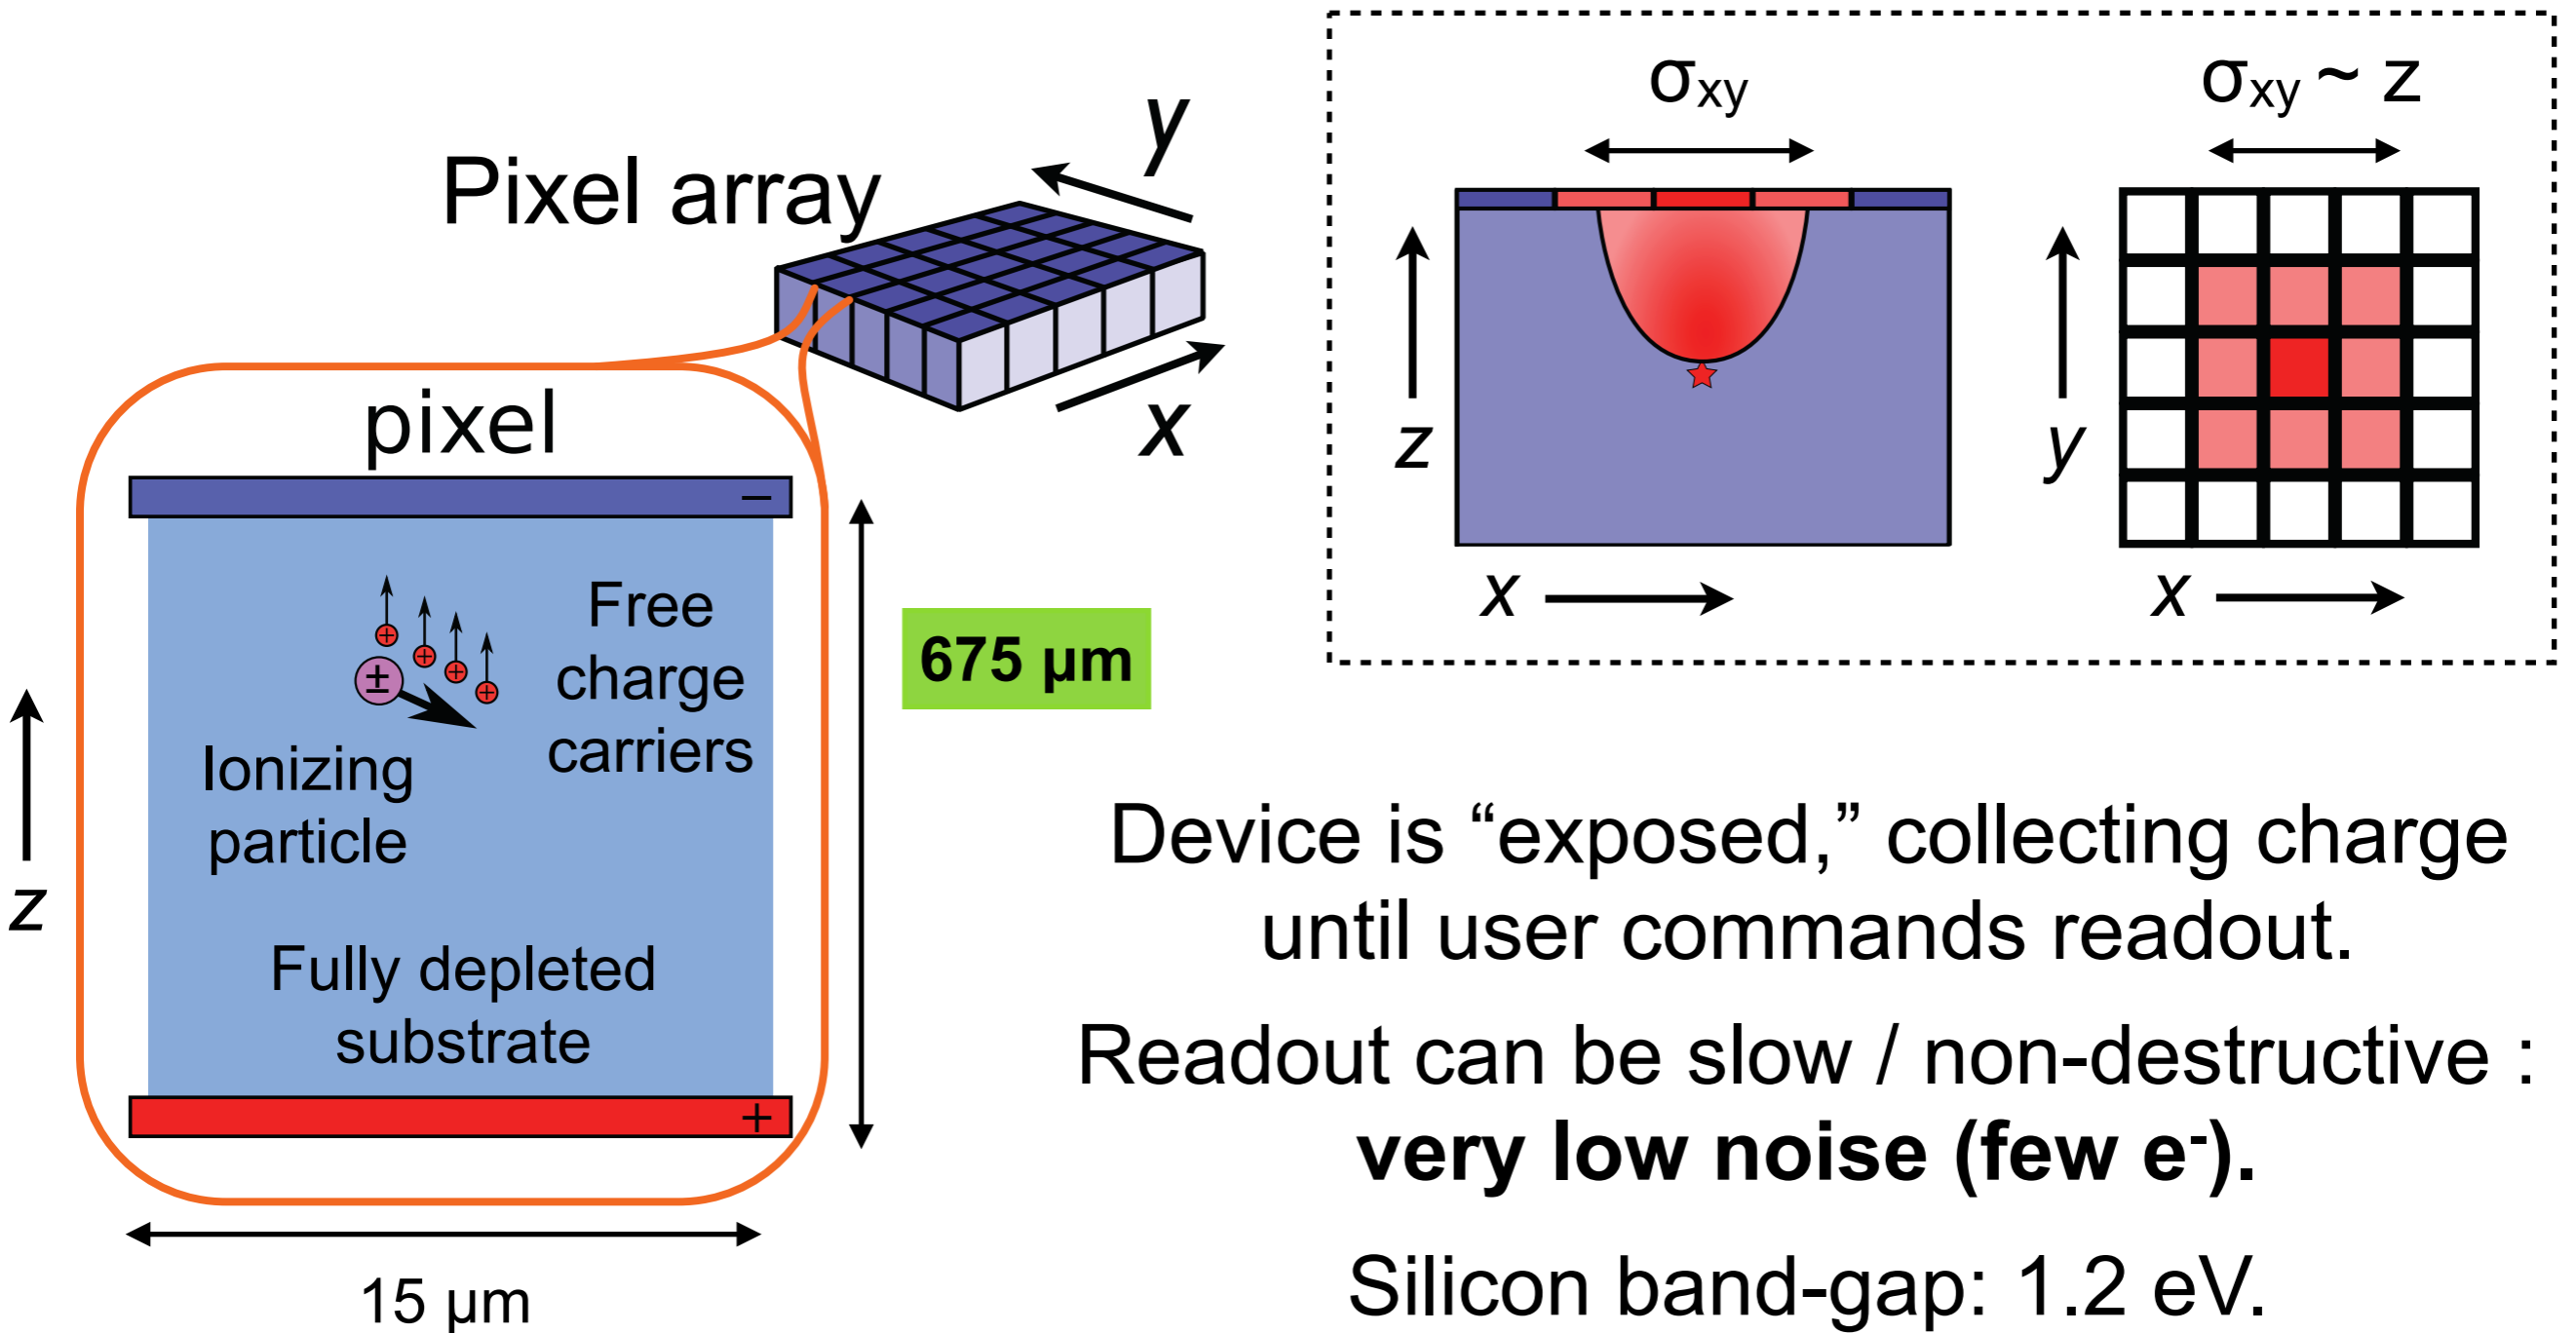 Pixel array
y
x
pixel
−
Free
charge
carriers
+
+
+
+
±
Ionizing
particle
Fully depleted
substrate
+
z
675 µm
15 µm
σxy
z
x
σxy ~ z
y
x
Device is “exposed,” collecting charge
until user commands readout.
Readout can be slow / non-destructive :
very low noise (few e-).
Silicon band-gap: 1.2 eV.